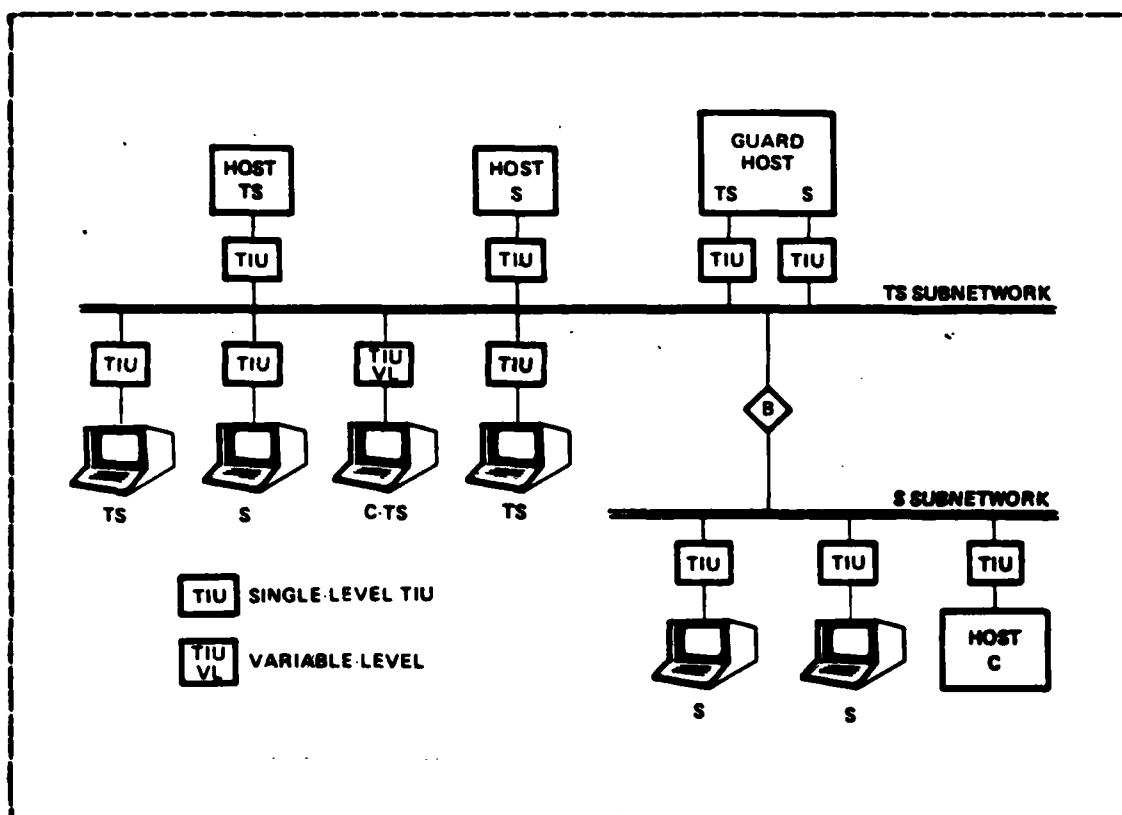 HOST
TS
HOST
S
GUARD
HOST
TS S
TIU
TIU
TIU
TIU
TS SUBNETWORK
TIU
TIU
TIU
VL
TIU
B
TS
S
C-TS
TS
S SUBNETWORK
TIU
TIU
TIU
TIU SINGLE-LEVEL TIU
TIU
VL VARIABLE-LEVEL
HOST
C
S
S